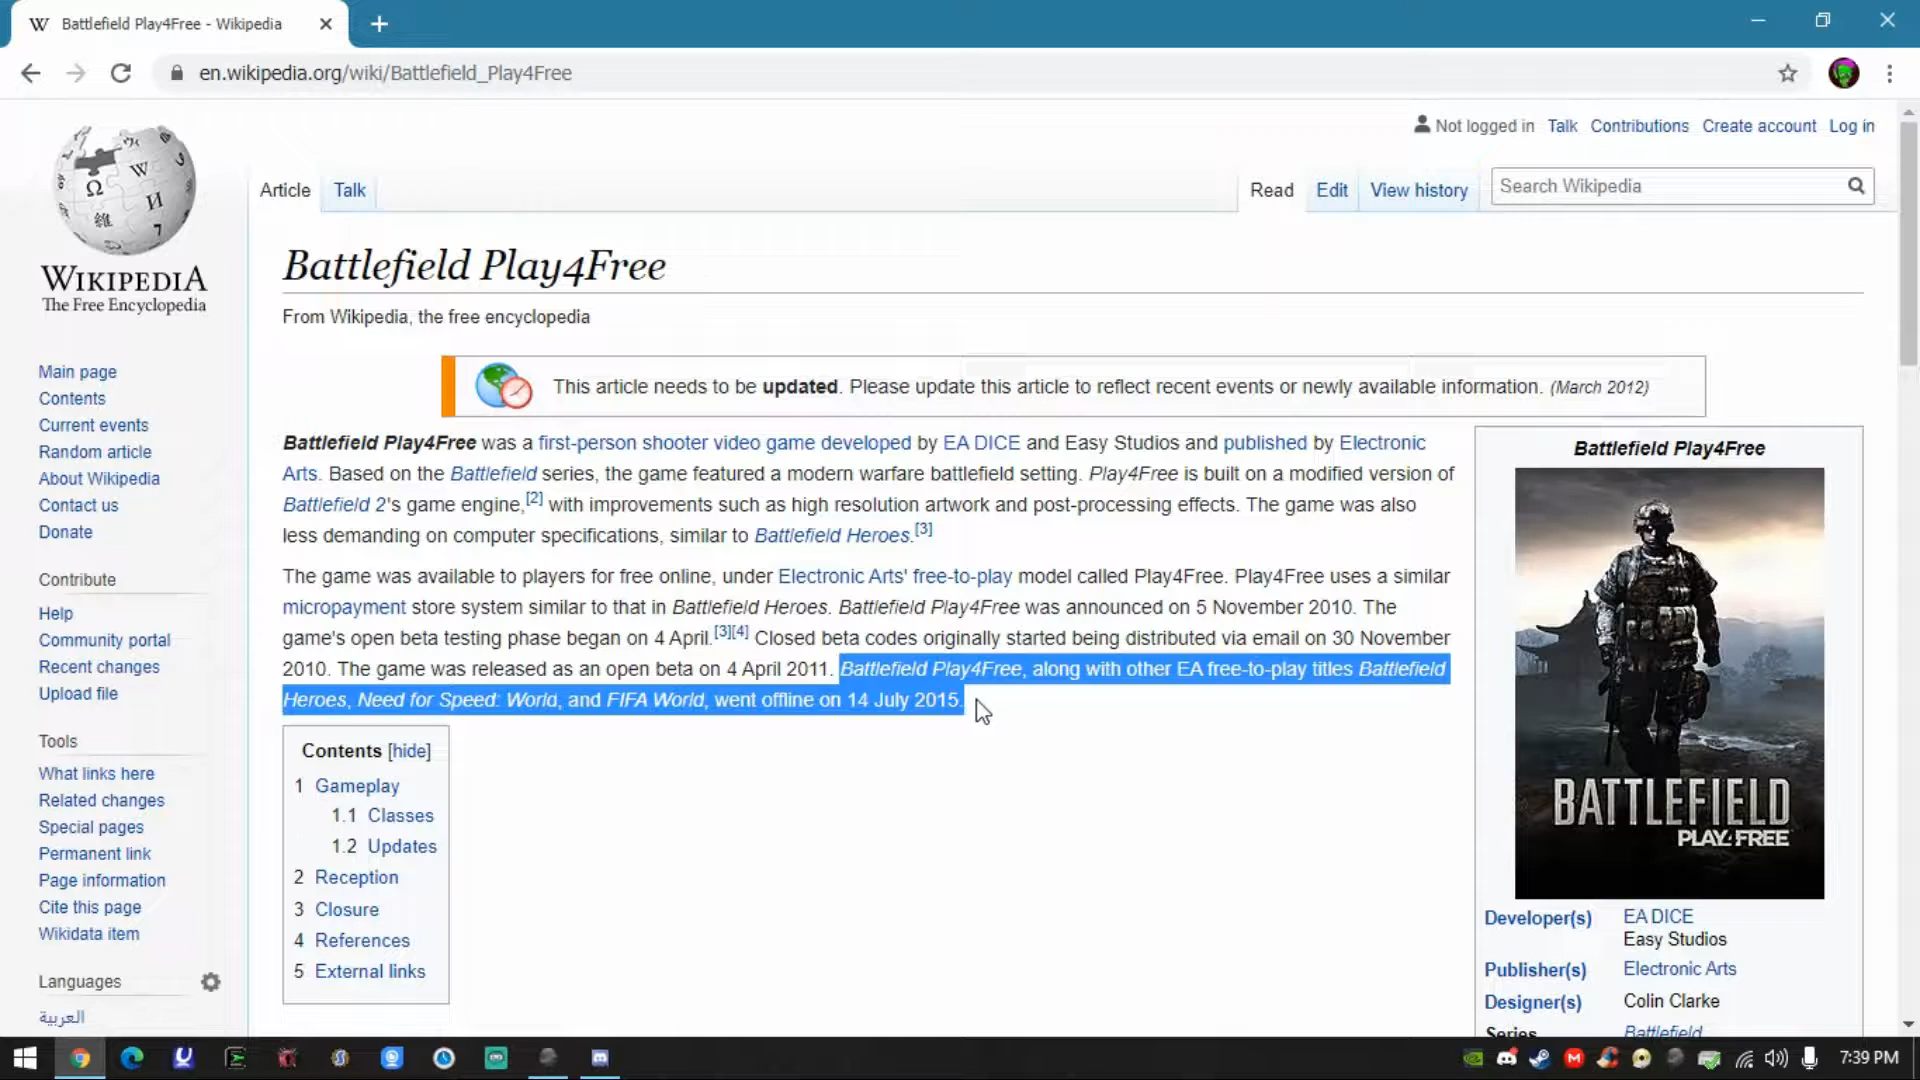 Battlefield Play4Free - Wikipedia
en.wikipedia.org/wiki/Battlefield_Play4Free
Not logged in Talk Contributions Create account Log in
Article Talk Read Edit View history Search Wikipedia
WIKIPEDIA
The Free Encyclopedia
Main page
Contents
Current events
Random article
About Wikipedia
Contact us
Donate
Contribute
Help
Community portal
Recent changes
Upload file
Tools
What links here
Related changes
Special pages
Permanent link
Page information
Cite this page
Wikidata item
Languages
العربية
Battlefield Play4Free
From Wikipedia, the free encyclopedia
This article needs to be updated. Please update this article to reflect recent events or newly available information. (March 2012)
Battlefield Play4Free was a first-person shooter video game developed by EA DICE and Easy Studios and published by Electronic
Arts. Based on the Battlefield series, the game featured a modern warfare battlefield setting. Play4Free is built on a modified version of
Battlefield 2's game engine,[2] with improvements such as high resolution artwork and post-processing effects. The game was also
less demanding on computer specifications, similar to Battlefield Heroes.[3]
The game was available to players for free online, under Electronic Arts' free-to-play model called Play4Free. Play4Free uses a similar
micropayment store system similar to that in Battlefield Heroes. Battlefield Play4Free was announced on 5 November 2010. The
game's open beta testing phase began on 4 April.[3][4] Closed beta codes originally started being distributed via email on 30 November
2010. The game was released as an open beta on 4 April 2011. Battlefield Play4Free, along with other EA free-to-play titles Battlefield
Heroes, Need for Speed: World, and FIFA World, went offline on 14 July 2015.
Contents [hide]
1 Gameplay
1.1 Classes
1.2 Updates
2 Reception
3 Closure
4 References
5 External links
Battlefield Play4Free
BATTLEFIELD
PLAY4FREE
Developer(s) EA DICE
Easy Studios
Publisher(s) Electronic Arts
Designer(s) Colin Clarke
Series Battlefield
7:39 PM